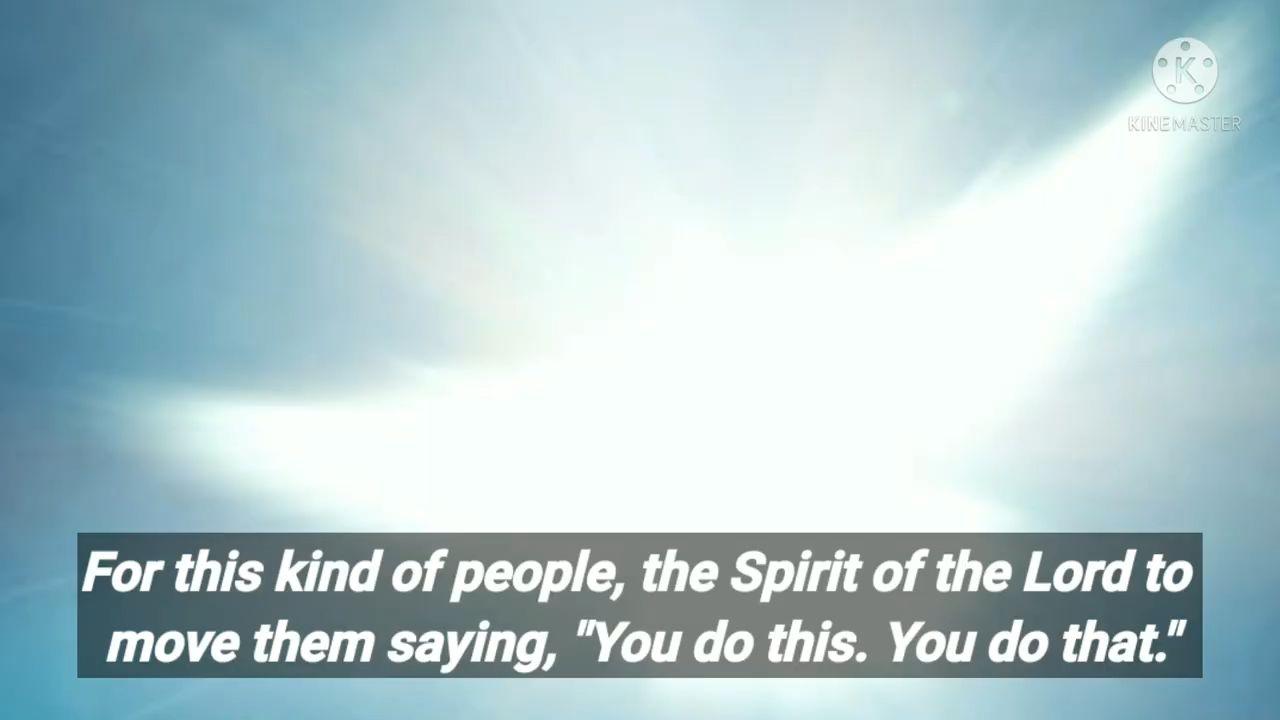 K
KINEMASTER
For this kind of people, the Spirit of the Lord to
move them saying, "You do this. You do that."